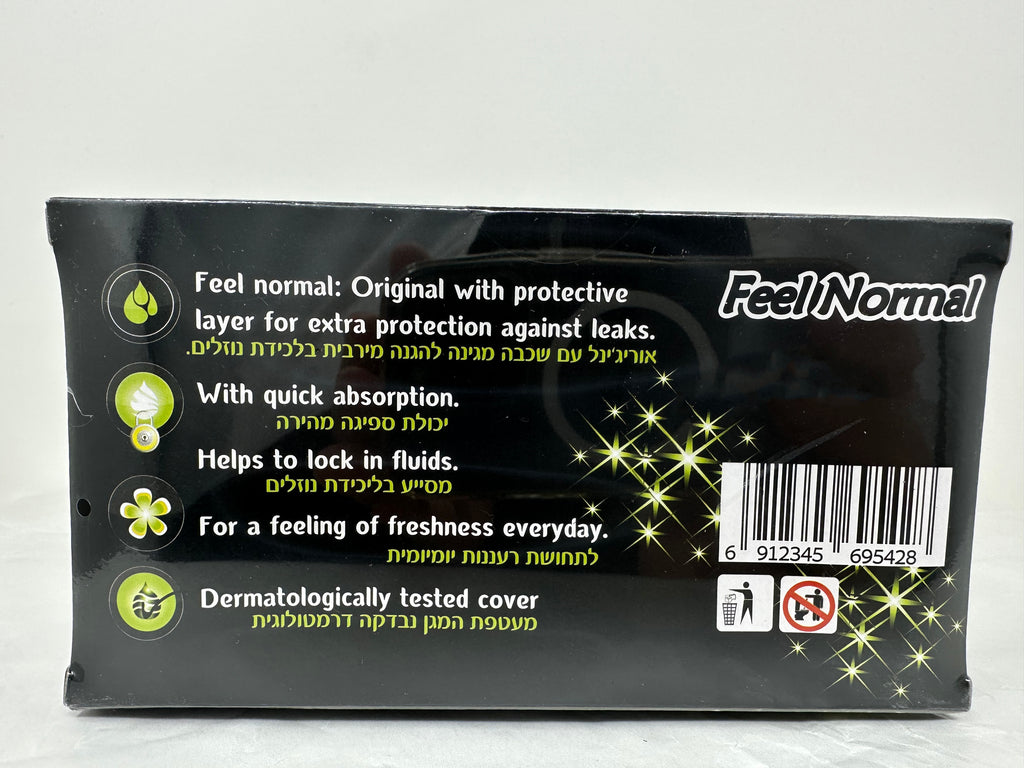 Feel normal: Original with protective
layer for extra protection against leaks.
אוריג'ינל עם שכבה מגינה להגנה מירבית בלכידת נוזלים.
With quick absorption.
יכולת ספיגה מהירה
Helps to lock in fluids.
מסייע בליכידת נוזלים
For a feeling of freshness everyday.
לתחושת רעננות יומיומית
Dermatologically tested cover
מעטפת המגן נבדקה דרמטולוגית
Feel Normal
6 912345 695428